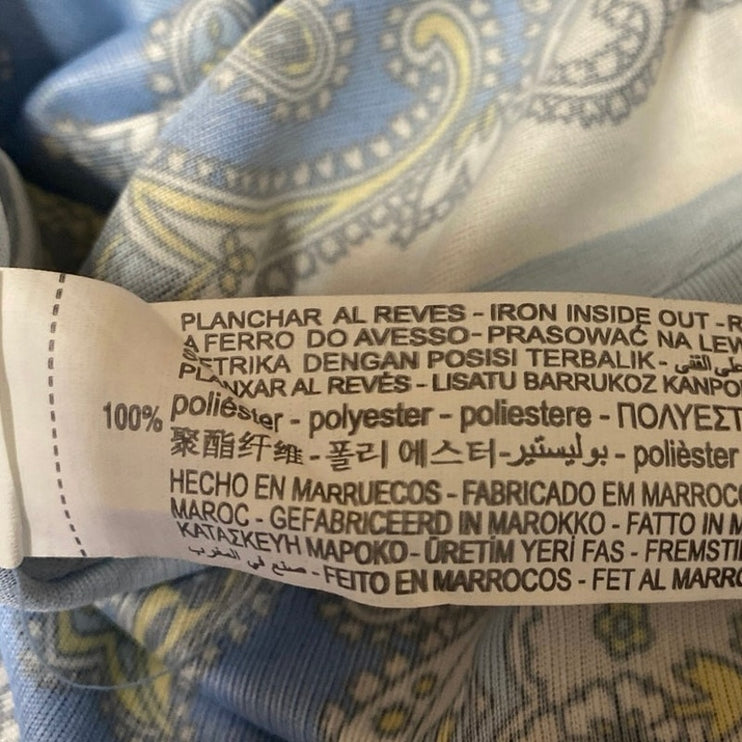 PLANCHAR AL REVES - IRON INSIDE OUT - R
A FERRO DO AVESSO - PRASOWAĆ NA LEW
SETRIKA DENGAN POSISI TERBALIK -
PLANXAR AL REVÉS - LISATU BARRUKOZ KANPO
100% poliéster - polyester - poliestere - ΠΟΛΥΕΣΤ
聚酯纤维 - 폴리 에스터 - بوليستير - polièster
HECHO EN MARRUECOS - FABRICADO EM MARROC
MAROC - GEFABRICEERD IN MAROKKO - FATTO IN M
ΚΑΤΑΣΚΕΥΗ ΜΑΡΟΚΟ - ÜRETİM YERİ FAS - FREMSTI
صنع في المغرب - FEITO EN MARROCOS - FET AL MARRO